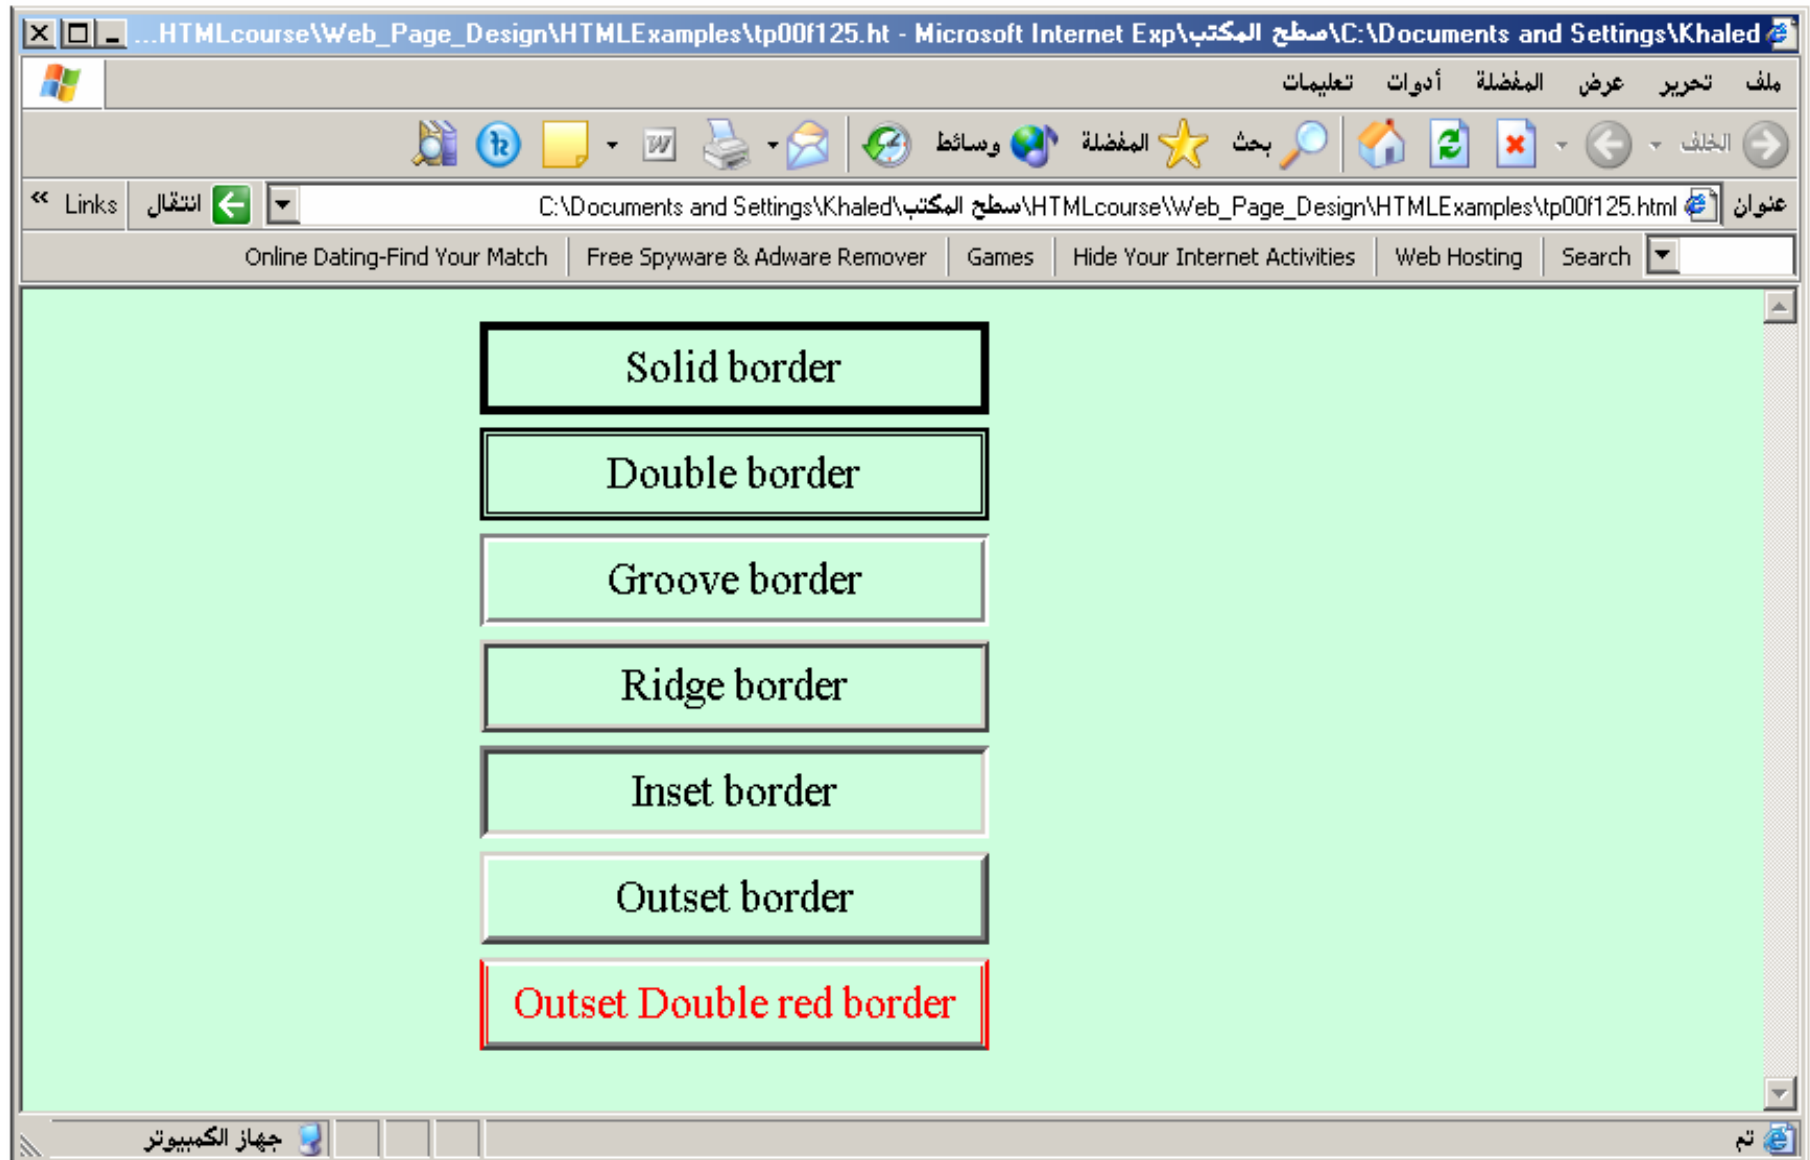 ...HTMLcourse\Web_Page_Design\HTMLExamples\tp00f125.ht - Microsoft Internet Exp\سطح المكتب\C:\Documents and Settings\Khaled
ملف تحرير عرض المفضلة أدوات تعليمات
الخلف بحث المفضلة وسائط
عنوان C:\Documents and Settings\Khaled\سطح المكتب\HTMLcourse\Web_Page_Design\HTMLExamples\tp00f125.html انتقال Links »
Online Dating-Find Your Match Free Spyware & Adware Remover Games Hide Your Internet Activities Web Hosting Search
Solid border
Double border
Groove border
Ridge border
Inset border
Outset border
Outset Double red border
تم جهاز الكمبيوتر